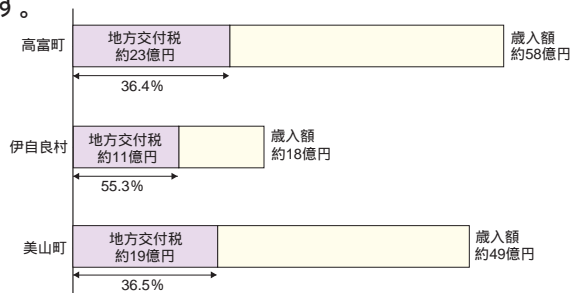 す。
高富町
地方交付税
約23億円
歳入額
約58億円
36.4%
伊自良村
地方交付税
約11億円
歳入額
約18億円
55.3%
美山町
地方交付税
約19億円
歳入額
約49億円
36.5%